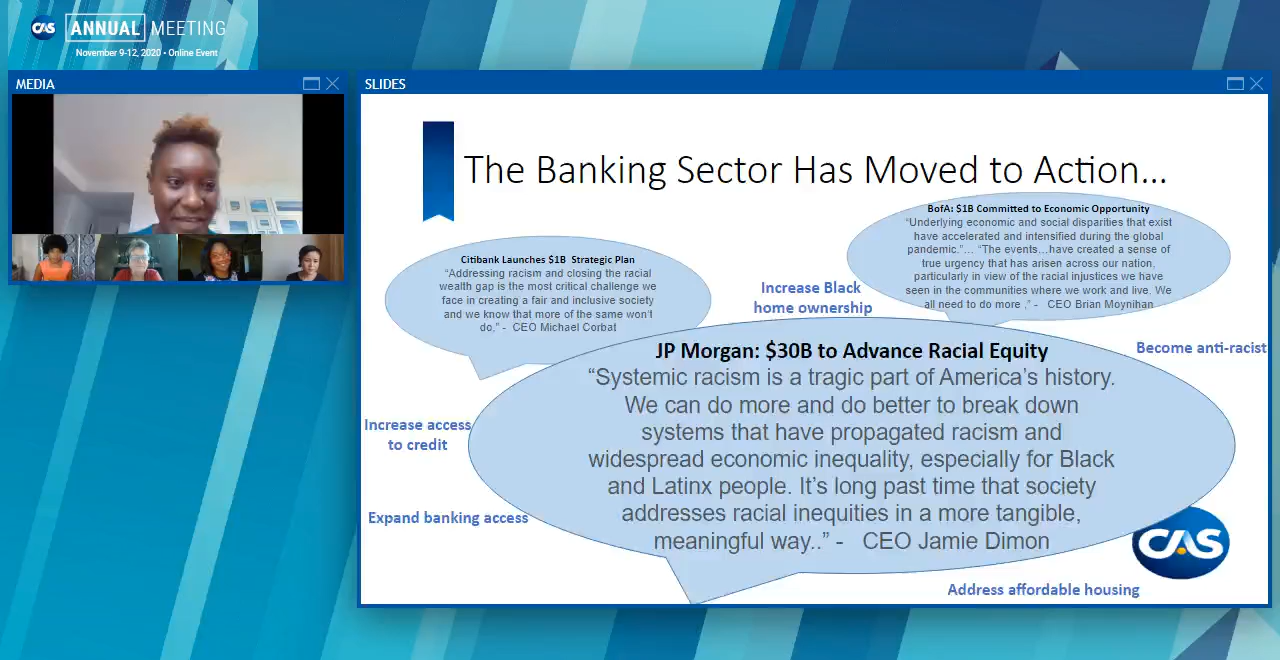 CAS ANNUAL MEETING
November 9-12, 2020 • Online Event
MEDIA
SLIDES
The Banking Sector Has Moved to Action...
BofA: $1B Committed to Economic Opportunity
“Underlying economic and social disparities that exist
have accelerated and intensified during the global
pandemic.”... “The events...have created a sense of
true urgency that has arisen across our nation,
particularly in view of the racial injustices we have
seen in the communities where we work and live. We
all need to do more ,” - CEO Brian Moynihan
Citibank Launches $1B Strategic Plan
“Addressing racism and closing the racial
wealth gap is the most critical challenge we
face in creating a fair and inclusive society
and we know that more of the same won’t
do,” - CEO Michael Corbat
Increase Black
home ownership
Become anti-racist
JP Morgan: $30B to Advance Racial Equity
“Systemic racism is a tragic part of America’s history.
We can do more and do better to break down
systems that have propagated racism and
widespread economic inequality, especially for Black
and Latinx people. It’s long past time that society
addresses racial inequities in a more tangible,
meaningful way..” - CEO Jamie Dimon
Increase access
to credit
Expand banking access
CAS
Address affordable housing